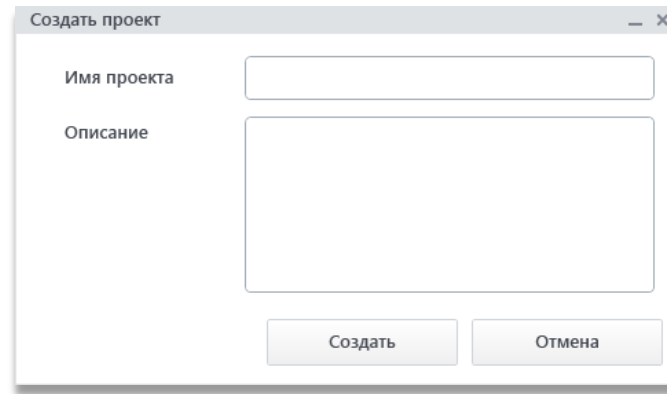 Создать проект
Имя проекта
Описание
Создать Отмена